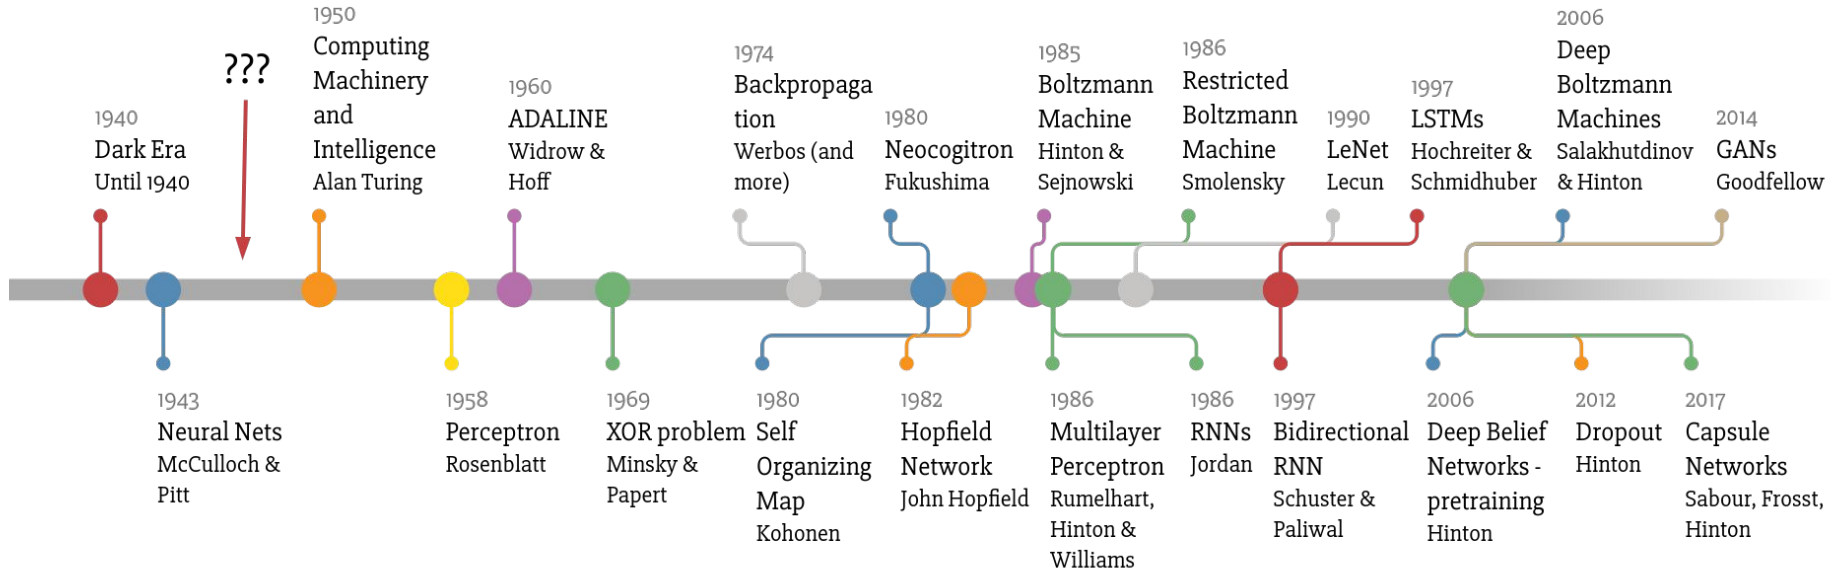 ???
1940
Dark Era
Until 1940
1950
Computing
Machinery
and
Intelligence
Alan Turing
1960
ADALINE
Widrow &
Hoff
1974
Backpropaga
tion
Werbos (and
more)
1980
Neocogitron
Fukushima
1985
Boltzmann
Machine
Hinton &
Sejnowski
1986
Restricted
Boltzmann
Machine
Smolensky
1990
LeNet
Lecun
1997
LSTMs
Hochreiter &
Schmidhuber
2006
Deep
Boltzmann
Machines
Salakhutdinov
& Hinton
2014
GANs
Goodfellow
1943
Neural Nets
McCulloch &
Pitt
1958
Perceptron
Rosenblatt
1969
XOR problem
Minsky &
Papert
1980
Self
Organizing
Map
Kohonen
1982
Hopfield
Network
John Hopfield
1986
Multilayer
Perceptron
Rumelhart,
Hinton &
Williams
1986
RNNs
Jordan
1997
Bidirectional
RNN
Schuster &
Paliwal
2006
Deep Belief
Networks -
pretraining
Hinton
2012
Dropout
Hinton
2017
Capsule
Networks
Sabour, Frosst,
Hinton